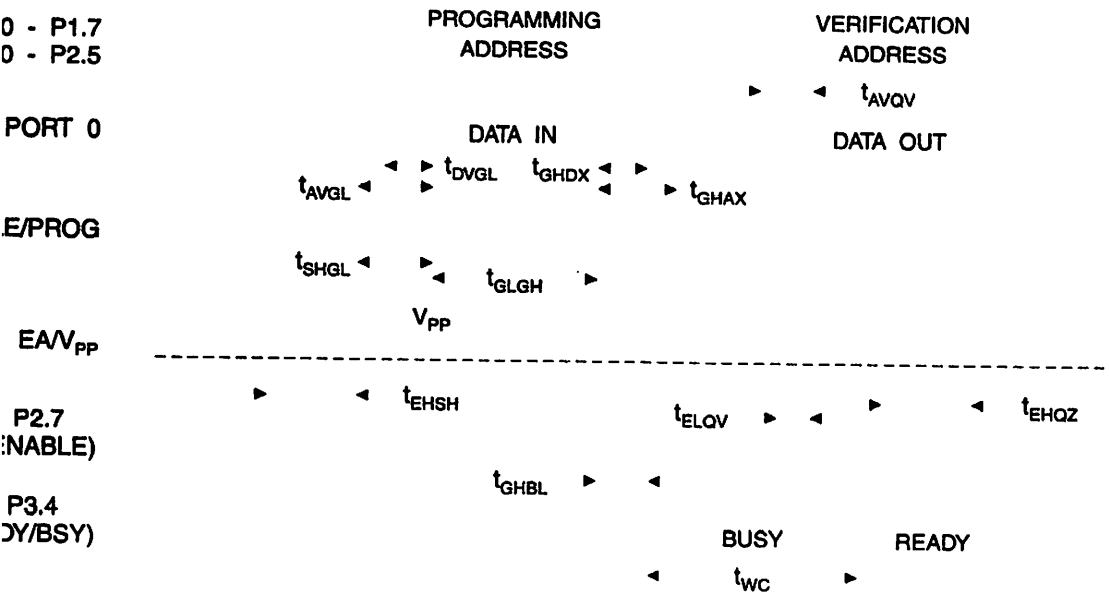 0 - P1.7
0 - P2.5
PROGRAMMING
ADDRESS
VERIFICATION
ADDRESS
tAVQV
PORT 0
DATA IN
DATA OUT
tDVGL
tGHDX
tAVGL
tGHAX
E/PROG
tSHGL
tGLGH
VPP
EA/VPP
tEHSH
tELQV
tEHQZ
P2.7
ENABLE)
tGHBL
P3.4
DY/BSY)
BUSY
READY
tWC